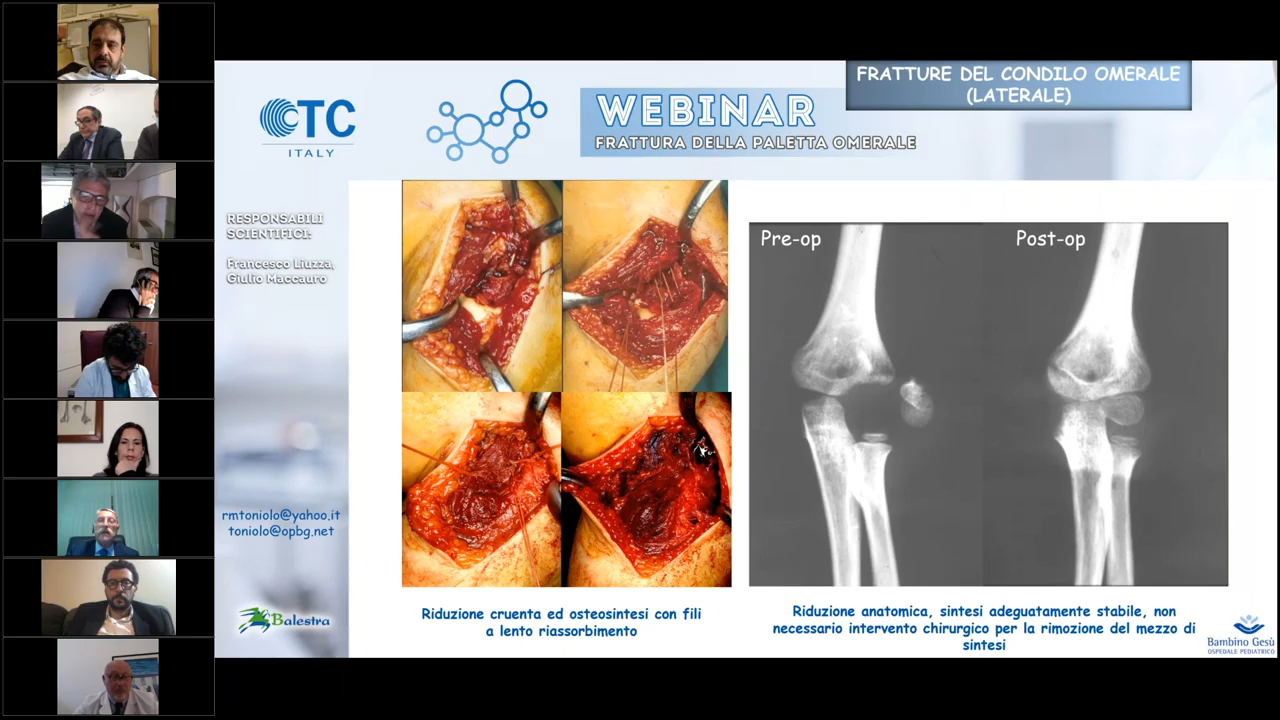 FRATTURE DEL CONDILO OMERALE
(LATERALE)
CTC
ITALY
WEBINAR
FRATTURA DELLA PALETTA OMERALE
RESPONSABILI
SCIENTIFICI:
Francesco Liuzza,
Giulio Maccauro
Pre-op
Post-op
rmtoniolo@yahoo.it
toniolo@opbg.net
Balestra
Riduzione cruenta ed osteosintesi con fili
a lento riassorbimento
Riduzione anatomica, sintesi adeguatamente stabile, non
necessario intervento chirurgico per la rimozione del mezzo di
sintesi
Bambino Gesù
OSPEDALE PEDIATRICO